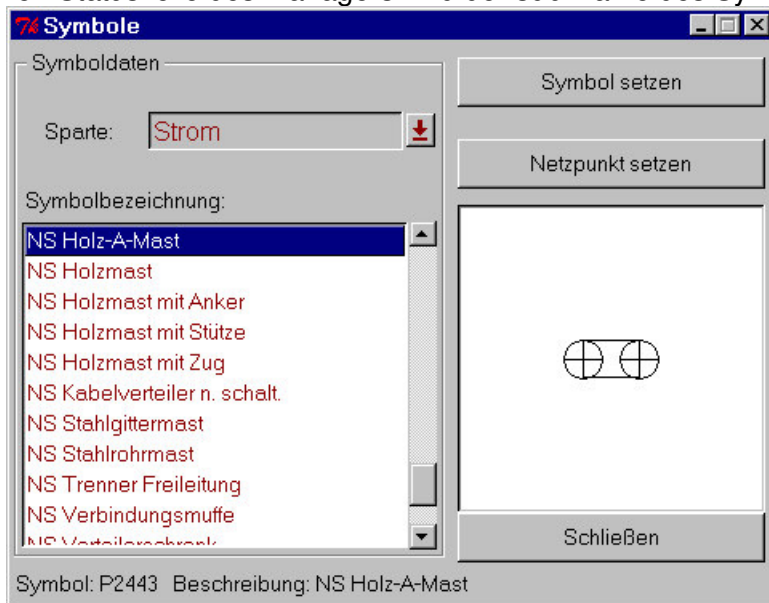 Symbole
Symboldaten
Sparte: Strom
Symbolbezeichnung:
NS Holz-A-Mast
NS Holzmast
NS Holzmast mit Anker
NS Holzmast mit Stütze
NS Holzmast mit Zug
NS Kabelverteiler n. schalt.
NS Stahlgittermast
NS Stahlrohrmast
NS Trenner Freileitung
NS Verbindungsmuffe
NS
Symbol setzen
Netzpunkt setzen
Schließen
Symbol: P2443 Beschreibung: NS Holz-A-Mast